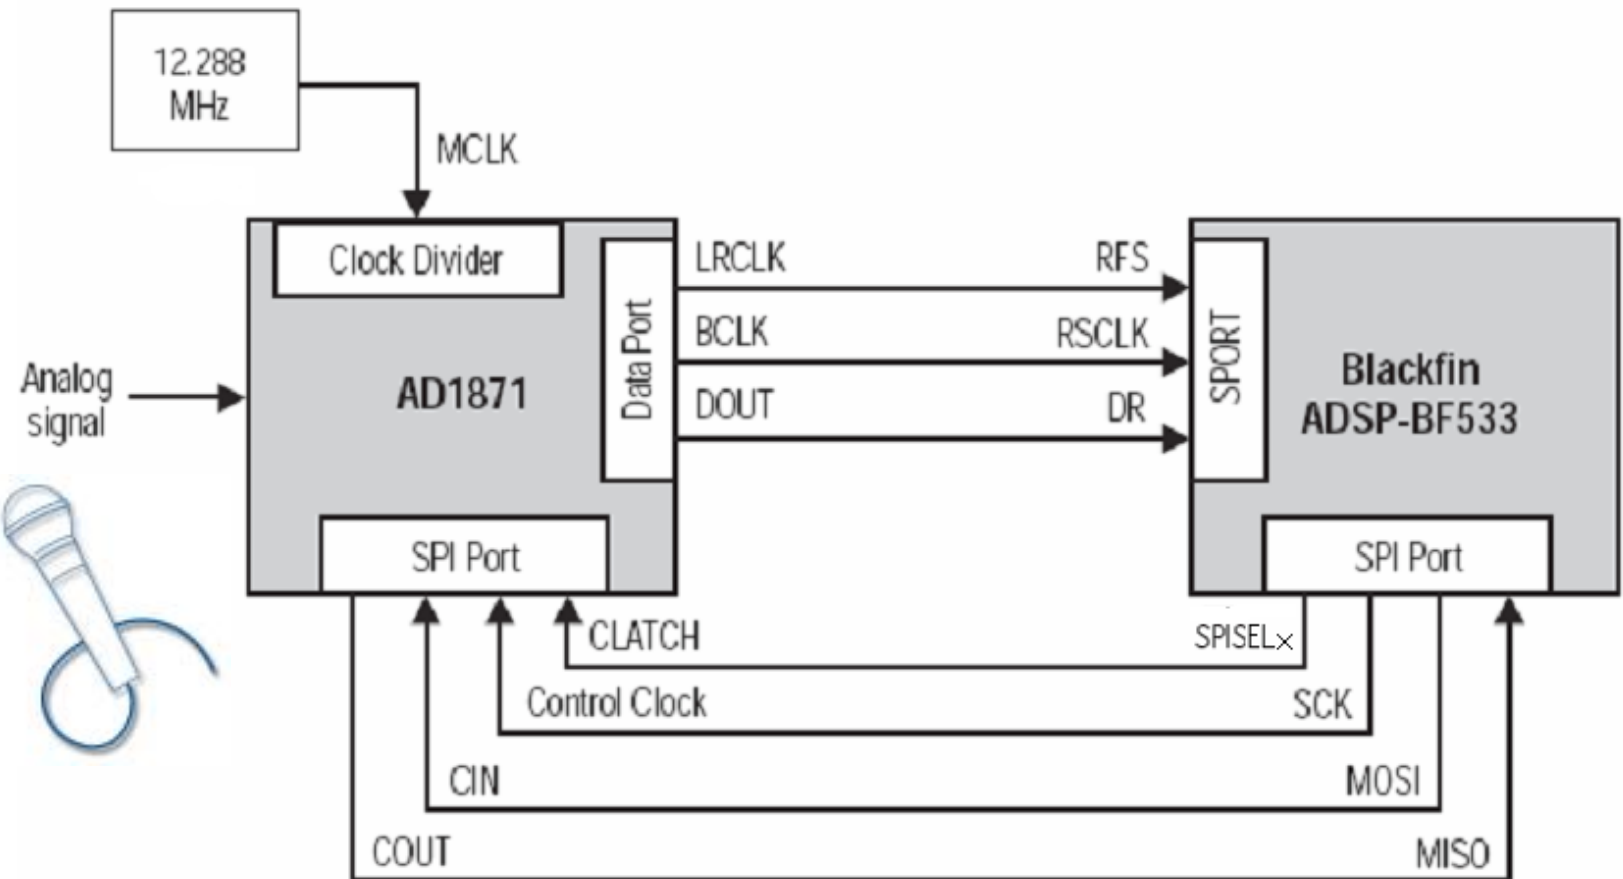 12.288
MHz
MCLK
Clock Divider
LRCLK
RFS
BCLK
RSCLK
DOUT
DR
Data Port
SPORT
Analog
signal
AD1871
Blackfin
ADSP-BF533
SPI Port
SPI Port
CLATCH
SPISELx
Control Clock
SCK
CIN
MOSI
COUT
MISO